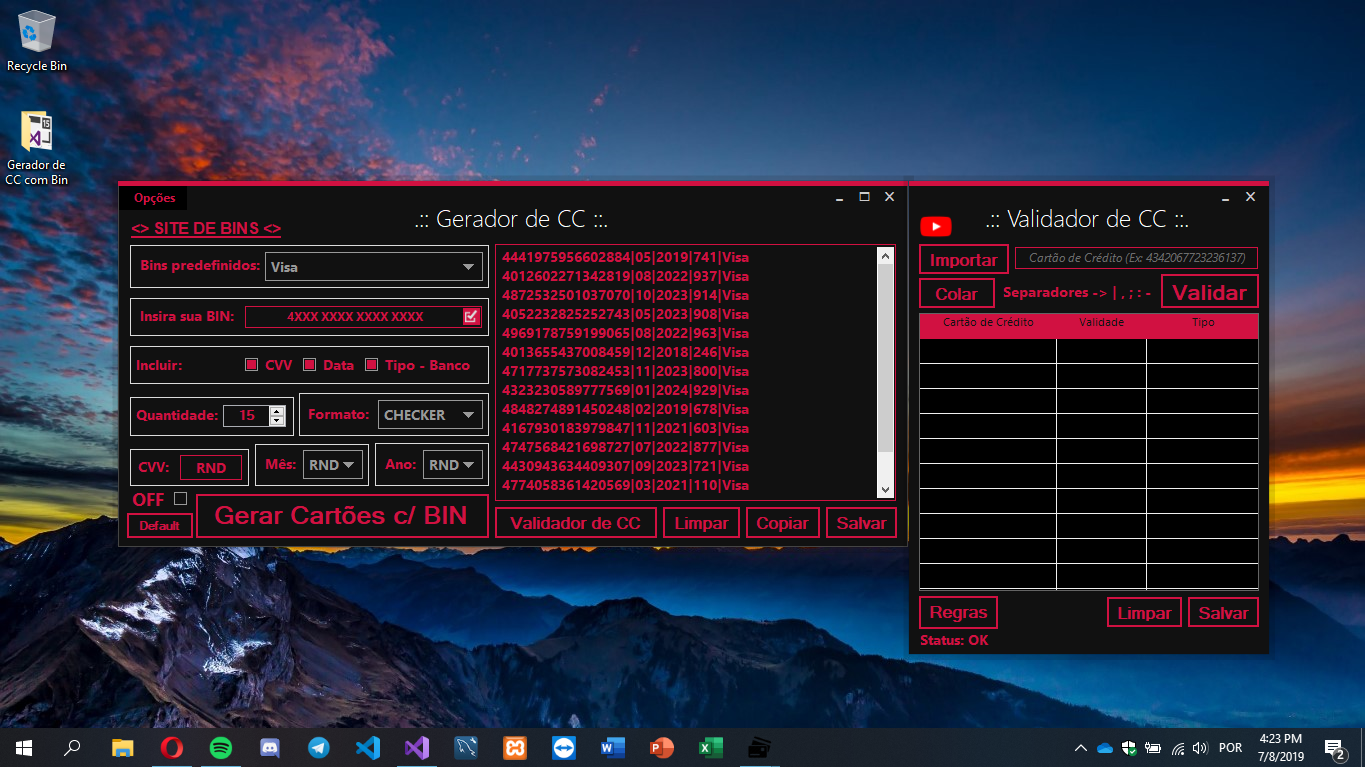 Recycle Bin
Gerador de
CC com Bin
Opções
.:: Gerador de CC ::.
<> SITE DE BINS <>
Bins predefinidos: Visa
Insira sua BIN: 4XXX XXXX XXXX XXXX
Incluir: CVV Data Tipo - Banco
Quantidade: 15 Formato: CHECKER
CVV: RND Mês: RND Ano: RND
OFF
Default
Gerar Cartões c/ BIN
4441975956602884|05|2019|741|Visa
4012602271342819|08|2022|937|Visa
4872532501037070|10|2023|914|Visa
4052232825252743|05|2023|908|Visa
4969178759199065|08|2022|963|Visa
4013655437008459|12|2018|246|Visa
4717737573082453|11|2023|800|Visa
4323230589777569|01|2024|929|Visa
4848274891450248|02|2019|678|Visa
4167930183979847|11|2021|603|Visa
4747568421698727|07|2022|877|Visa
4430943634409307|09|2023|721|Visa
4774058361420569|03|2021|110|Visa
Validador de CC Limpar Copiar Salvar
.:: Validador de CC ::.
Importar Cartão de Crédito (Ex: 4342067723236137)
Colar Separadores -> | , ; : - Validar
Cartão de Crédito Validade Tipo
Regras Limpar Salvar
Status: OK
POR
4:23 PM
7/8/2019
2